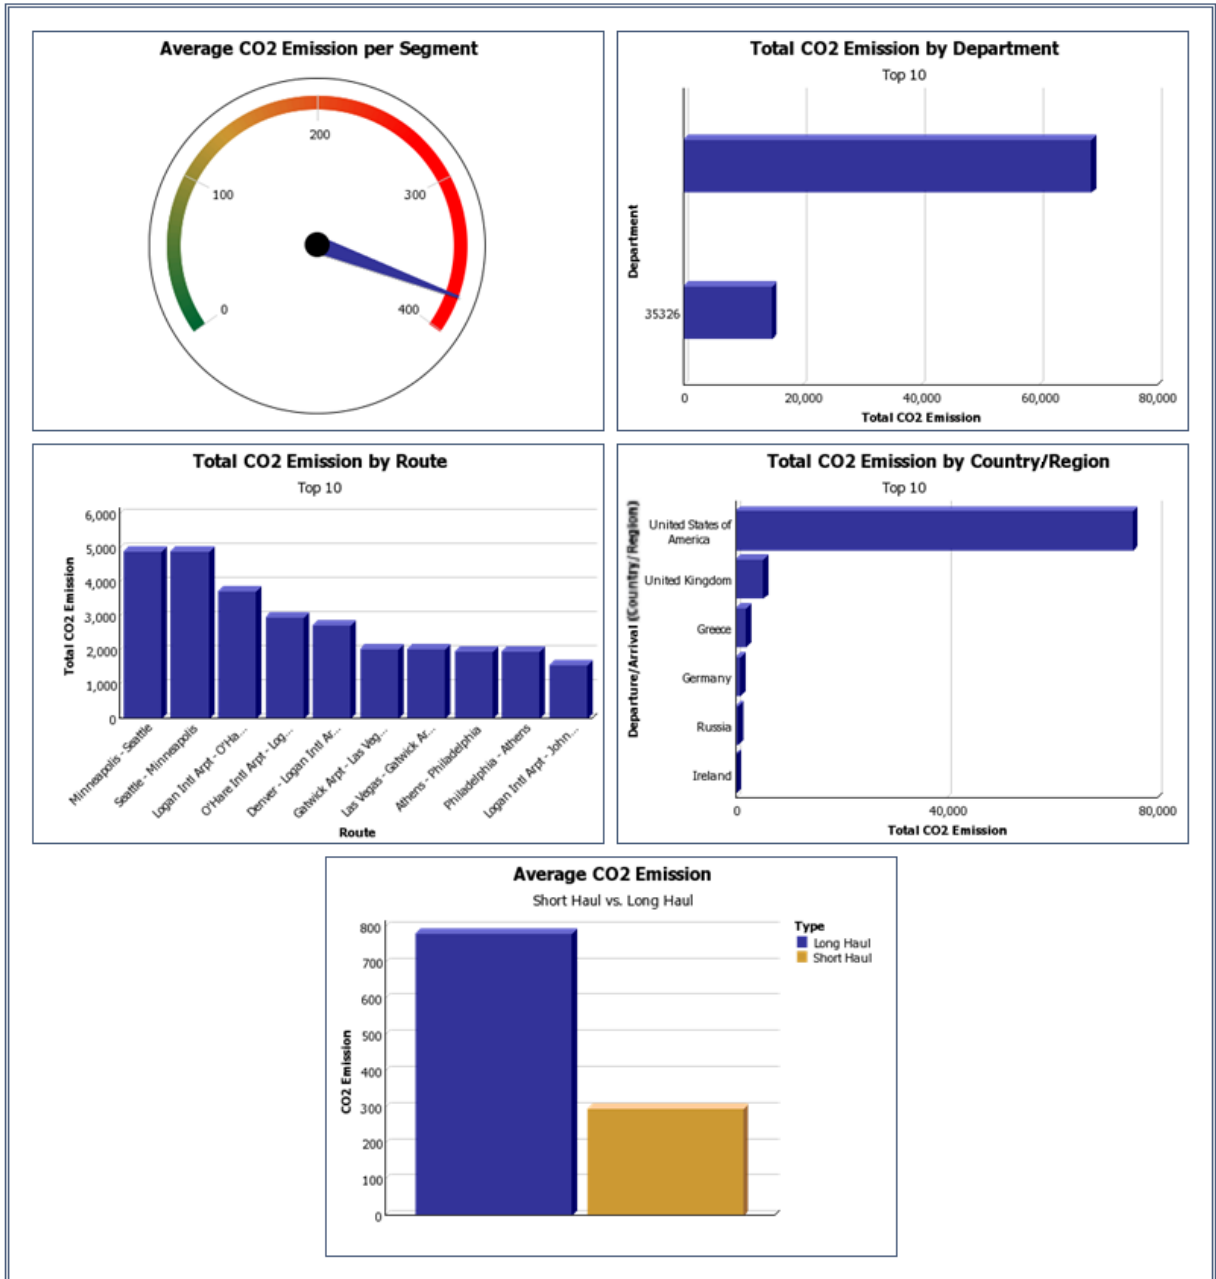 Average CO2 Emission per Segment
0
100
200
300
400
Total CO2 Emission by Department
Top 10
Department
35326
0
20,000
40,000
60,000
80,000
Total CO2 Emission
Total CO2 Emission by Route
Top 10
Total CO2 Emission
6,000
5,000
4,000
3,000
2,000
1,000
0
Minneapolis - Seattle
Seattle - Minneapolis
Logan Intl Arpt - O'Ha...
O'Hare Intl Arpt - Log...
Denver - Logan Intl Ar...
Gatwick Arpt - Las Veg...
Las Vegas - Gatwick Ar...
Athens - Philadelphia
Philadelphia - Athens
Logan Intl Arpt - John...
Route
Total CO2 Emission by Country/Region
Top 10
Departure/Arrival (Country/Region)
United States of
America
United Kingdom
Greece
Germany
Russia
Ireland
0
40,000
80,000
Total CO2 Emission
Average CO2 Emission
Short Haul vs. Long Haul
CO2 Emission
800
700
600
500
400
300
200
100
0
Type
Long Haul
Short Haul